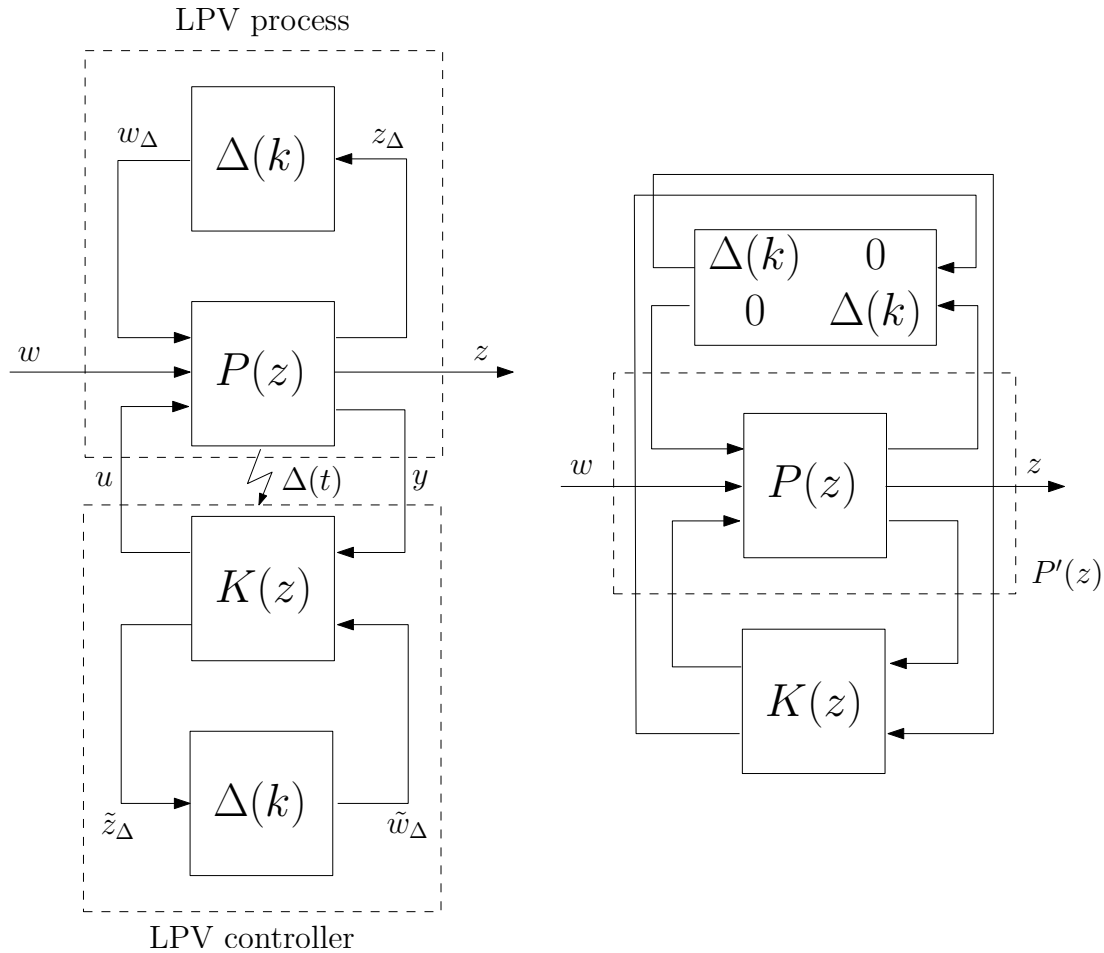 LPV process
w_Δ
z_Δ
Δ(k)
w
z
P(z)
u
Δ(t)
y
K(z)
Δ(k)
z̃_Δ
w̃_Δ
LPV controller
Δ(k) 0
0 Δ(k)
w
z
P(z)
P′(z)
K(z)